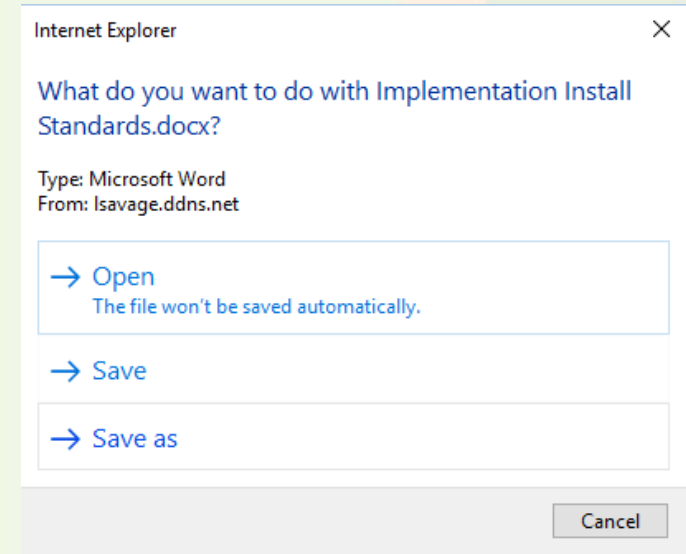 Internet Explorer
What do you want to do with Implementation Install
Standards.docx?
Type: Microsoft Word
From: lsavage.ddns.net
→ Open
The file won't be saved automatically.
→ Save
→ Save as
Cancel